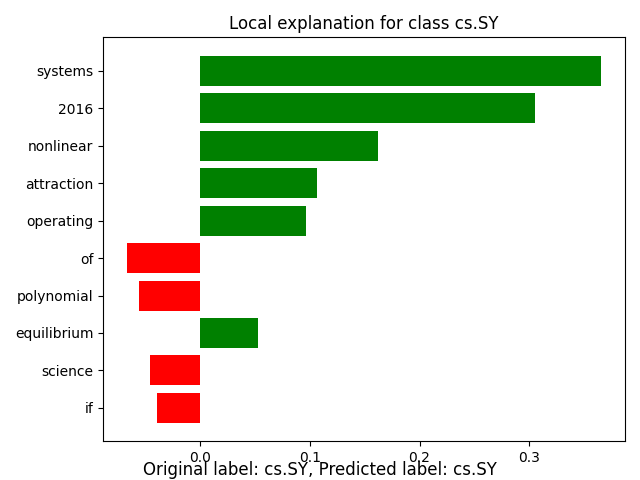 Local explanation for class cs.SY
systems
2016
nonlinear
attraction
operating
of
polynomial
equilibrium
science
if
0.0 0.1 0.2 0.3
Original label: cs.SY, Predicted label: cs.SY